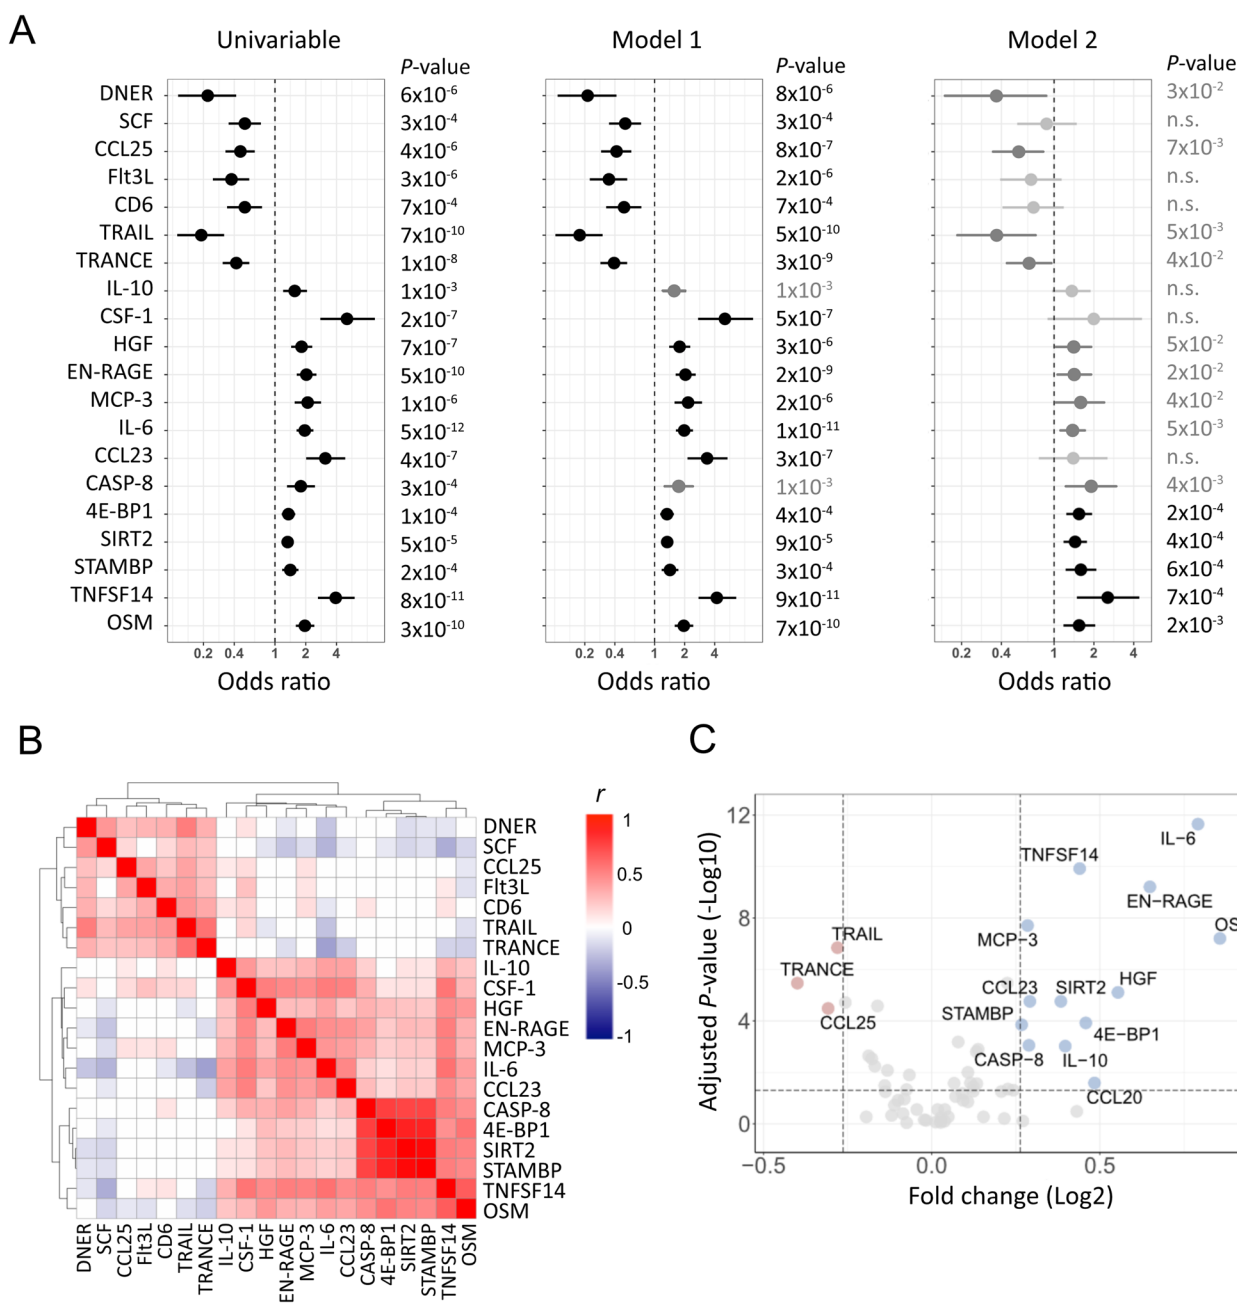 A
Univariable Model 1 Model 2
P-value P-value P-value
DNER 6x10⁻⁶ 8x10⁻⁶ 3x10⁻²
SCF 3x10⁻⁴ 3x10⁻⁴ n.s.
CCL25 4x10⁻⁶ 8x10⁻⁷ 7x10⁻³
Flt3L 3x10⁻⁶ 2x10⁻⁶ n.s.
CD6 7x10⁻⁴ 7x10⁻⁴ n.s.
TRAIL 7x10⁻¹⁰ 5x10⁻¹⁰ 5x10⁻³
TRANCE 1x10⁻⁸ 3x10⁻⁹ 4x10⁻²
IL-10 1x10⁻³ 1x10⁻³ n.s.
CSF-1 2x10⁻⁷ 5x10⁻⁷ n.s.
HGF 7x10⁻⁷ 3x10⁻⁶ 5x10⁻²
EN-RAGE 5x10⁻¹⁰ 2x10⁻⁹ 2x10⁻²
MCP-3 1x10⁻⁶ 2x10⁻⁶ 4x10⁻²
IL-6 5x10⁻¹² 1x10⁻¹¹ 5x10⁻³
CCL23 4x10⁻⁷ 3x10⁻⁷ n.s.
CASP-8 3x10⁻⁴ 1x10⁻³ 4x10⁻³
4E-BP1 1x10⁻⁴ 4x10⁻⁴ 2x10⁻⁴
SIRT2 5x10⁻⁵ 9x10⁻⁵ 4x10⁻⁴
STAMBP 2x10⁻⁴ 3x10⁻⁴ 6x10⁻⁴
TNFSF14 8x10⁻¹¹ 9x10⁻¹¹ 7x10⁻⁴
OSM 3x10⁻¹⁰ 7x10⁻¹⁰ 2x10⁻³
0.2 0.4 1 2 4 0.2 0.4 1 2 4 0.2 0.4 1 2 4
Odds ratio Odds ratio Odds ratio
B
r
1
0.5
0
-0.5
-1
DNER
SCF
CCL25
Flt3L
CD6
TRAIL
TRANCE
IL-10
CSF-1
HGF
EN-RAGE
MCP-3
IL-6
CCL23
CASP-8
4E-BP1
SIRT2
STAMBP
TNFSF14
OSM
DNER
SCF
CCL25
Flt3L
CD6
TRAIL
TRANCE
IL-10
CSF-1
HGF
EN-RAGE
MCP-3
IL-6
CCL23
CASP-8
4E-BP1
SIRT2
STAMBP
TNFSF14
OSM
C
Adjusted P-value (-Log10)
12
8
4
0
IL−6
TNFSF14
EN−RAGE
OS
MCP−3
TRAIL
TRANCE
CCL25
CCL23
SIRT2
HGF
STAMBP
4E−BP1
CASP−8
IL−10
CCL20
−0.5 0.0 0.5
Fold change (Log2)